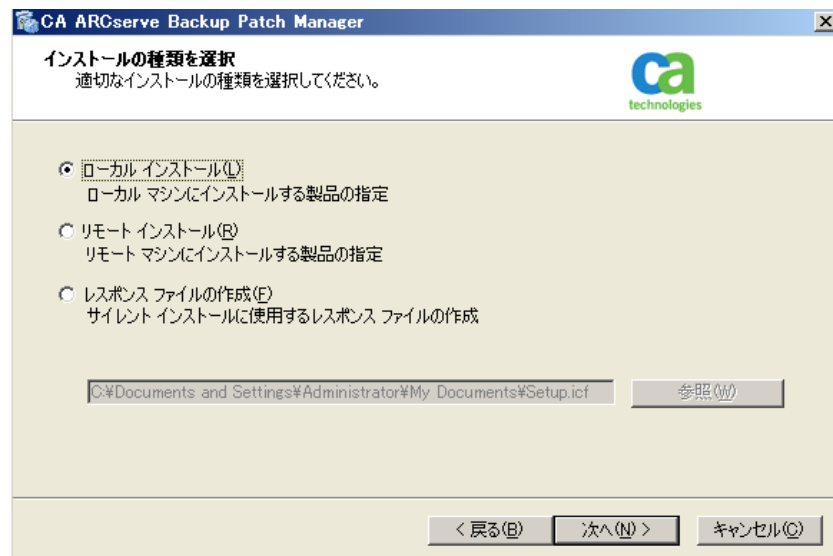 CA ARCserve Backup Patch Manager
インストールの種類を選択
適切なインストールの種類を選択してください。
ca
technologies
ローカル インストール(L)
ローカル マシンにインストールする製品の指定
リモート インストール(R)
リモート マシンにインストールする製品の指定
レスポンス ファイルの作成(F)
サイレント インストールに使用するレスポンス ファイルの作成
C:¥Documents and Settings¥Administrator¥My Documents¥Setup.icf
参照(W)
< 戻る(B)
次へ(N) >
キャンセル(C)